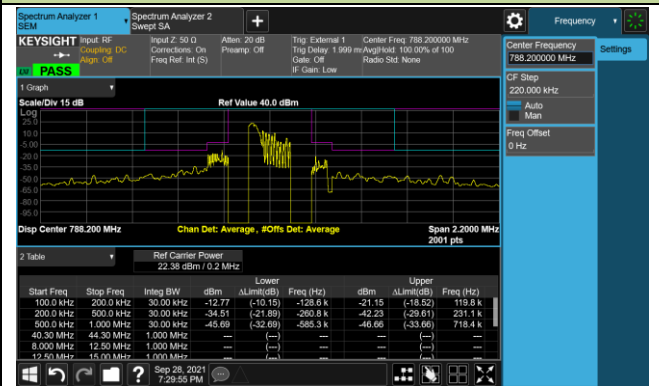 Spectrum Analyzer 1
SEM
Spectrum Analyzer 2
Swept SA
Frequency
KEYSIGHT
Input: RF
Coupling: DC
Align: Off
Input Z: 50 Ω
Corrections: On
Freq Ref: Int (S)
Atten: 20 dB
Preamp: Off
Trig: External 1
Trig Delay: 1.999 m
Gate: Off
IF Gain: Low
Center Freq: 788.200000 MHz
Avg|Hold: 100.00% of 100
Radio Std: None
PASS
Center Frequency
788.200000 MHz
Settings
CF Step
220.000 kHz
Auto
Man
Freq Offset
0 Hz
1 Graph
Scale/Div 15 dB
Ref Value 40.0 dBm
Log
25.0
10.0
-5.00
-20.0
-35.0
-50.0
-65.0
-80.0
-95.0
Disp Center 788.200 MHz
Chan Det: Average , #Offs Det: Average
Span 2.2000 MHz
2001 pts
2 Table
Ref Carrier Power
22.38 dBm / 0.2 MHz
Lower Upper
Start Freq Stop Freq Integ BW dBm ΔLimit(dB) Freq (Hz) dBm ΔLimit(dB) Freq (Hz)
100.0 kHz 200.0 kHz 30.00 kHz -12.77 (-10.15) -128.6 k -21.15 (-18.52) 119.8 k
200.0 kHz 500.0 kHz 30.00 kHz -34.51 (-21.89) -260.8 k -42.23 (-29.61) 231.1 k
500.0 kHz 1.000 MHz 30.00 kHz -45.69 (-32.69) -585.3 k -46.66 (-33.66) 718.4 k
40.30 MHz 44.30 MHz 1.000 MHz --- (---) --- --- (---) ---
8.000 MHz 12.50 MHz 1.000 MHz --- (---) --- --- (---) ---
12.50 MHz 15.00 MHz 1.000 MHz --- (---) --- --- (---) ---
?
Sep 28, 2021
7:29:55 PM